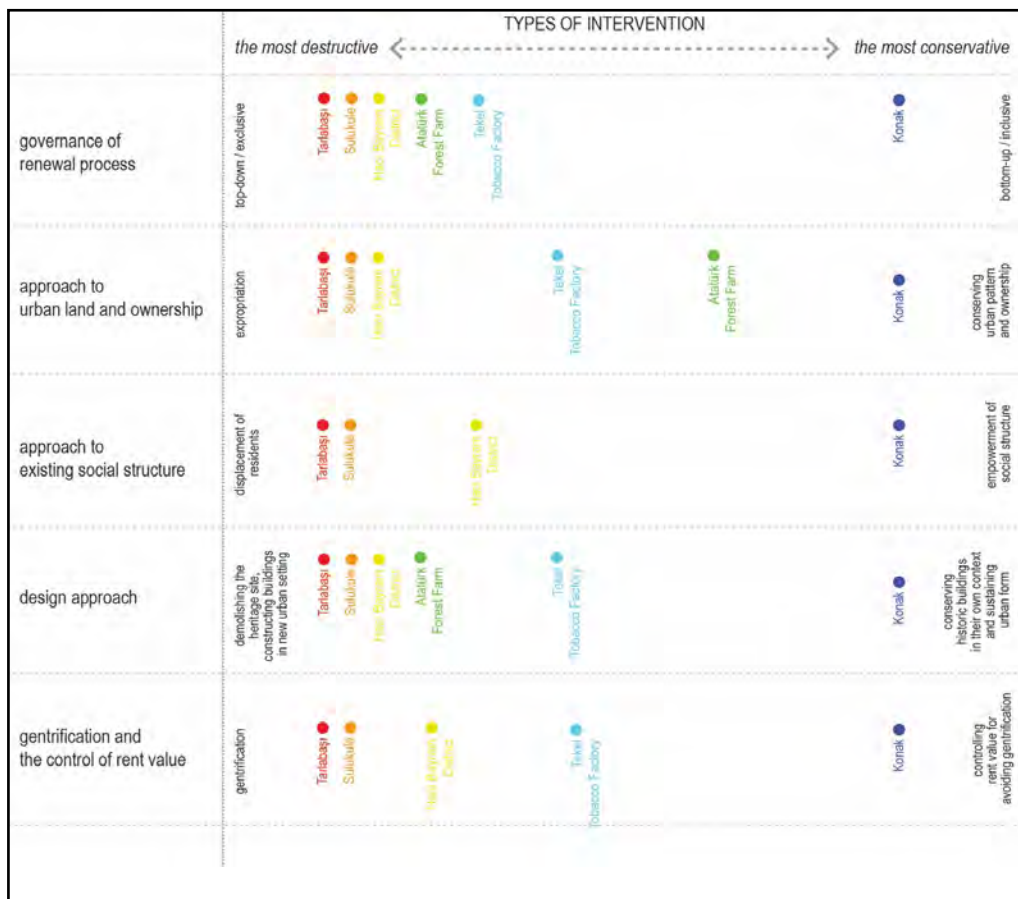 TYPES OF INTERVENTION
the most destructive
the most conservative
governance of
renewal process
top-down / exclusive
Tarlabaşı
Sulukule
Hacı Bayram
District
Atatürk
Forest Farm
Tekel
Tobacco Factory
Konak
bottom-up / inclusive
approach to
urban land and ownership
expropriation
Tarlabaşı
Sulukule
Hacı Bayram
District
Tekel
Tobacco Factory
Atatürk
Forest Farm
Konak
conserving
urban pattern
and ownership
approach to
existing social structure
displacement of
residents
Tarlabaşı
Sulukule
Hacı Bayram
District
Konak
empowerment of
social structure
design approach
demolishing the
heritage site,
constructing buildings
in new urban setting
Tarlabaşı
Sulukule
Hacı Bayram
District
Atatürk
Forest Farm
Tekel
Tobacco Factory
Konak
conserving
historic buildings
in their own context
and sustaining
urban form
gentrification and
the control of rent value
gentrification
Tarlabaşı
Sulukule
Hacı Bayram
District
Tekel
Tobacco Factory
Konak
controlling
rent value for
avoiding gentrification